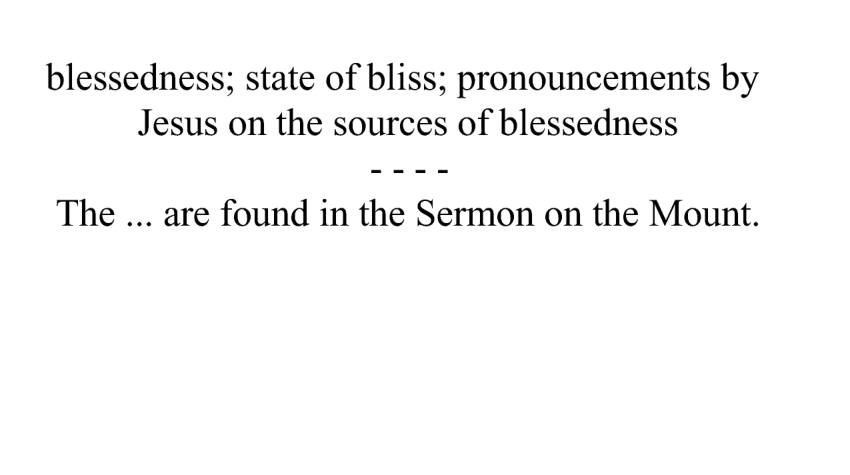 blessedness; state of bliss; pronouncements by
Jesus on the sources of blessedness
- - - -
The ... are found in the Sermon on the Mount.